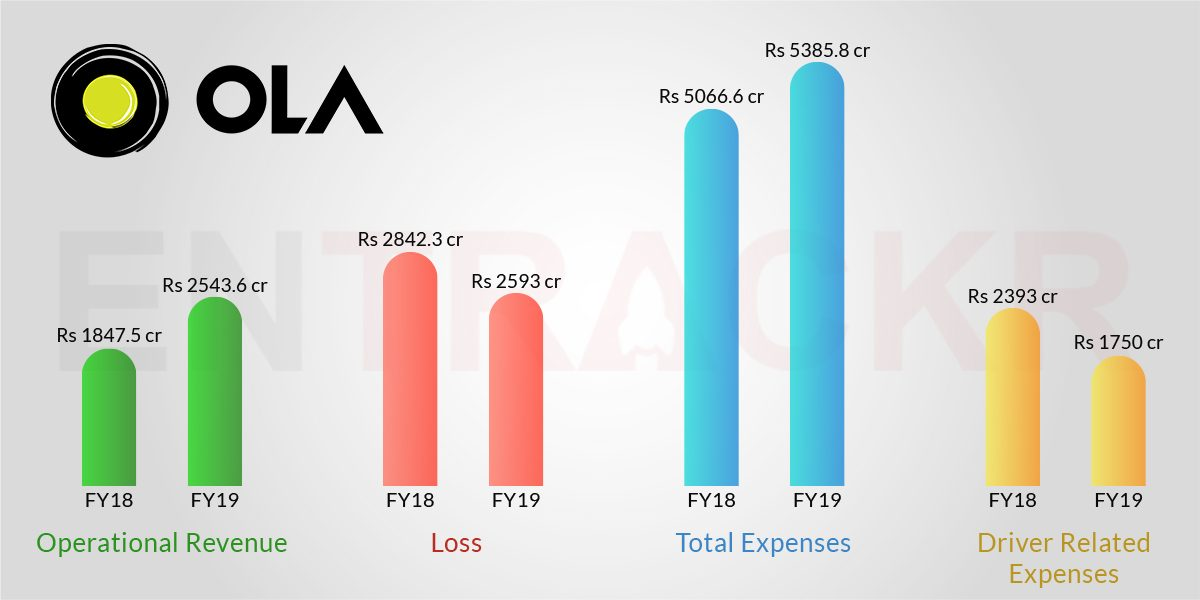 OLA
ENTRACKR
Rs 1847.5 cr
Rs 2543.6 cr
FY18
FY19
Operational Revenue
Rs 2842.3 cr
Rs 2593 cr
FY18
FY19
Loss
Rs 5066.6 cr
Rs 5385.8 cr
FY18
FY19
Total Expenses
Rs 2393 cr
Rs 1750 cr
FY18
FY19
Driver Related
Expenses